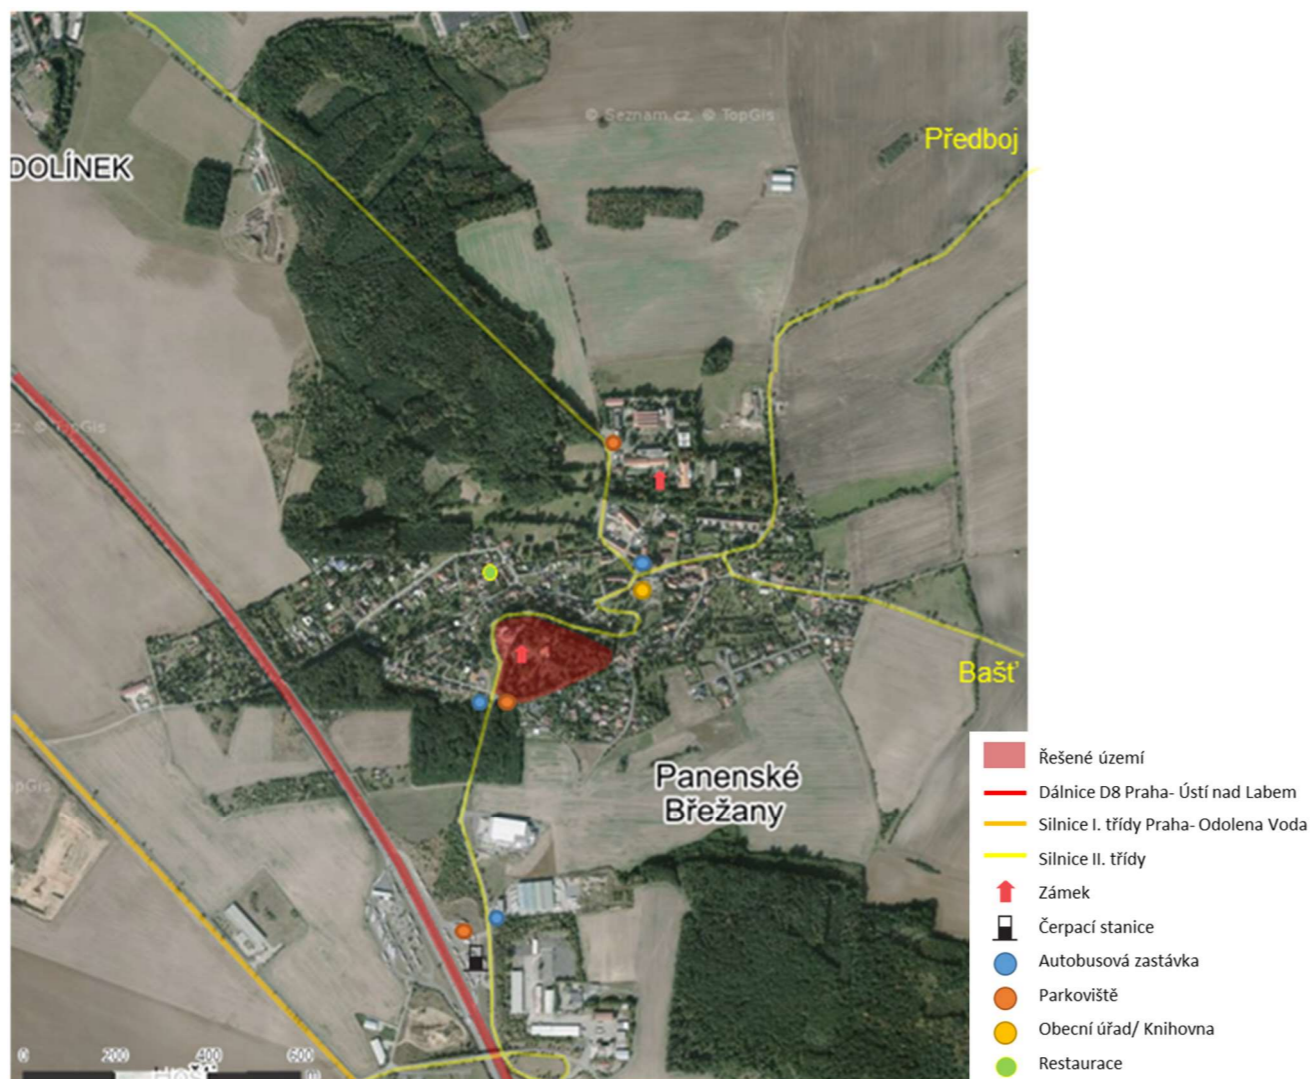 © Seznam.cz, © TopGis
Předboj
DOLÍNEK
z, © TopGis
Bašť
Panenské
Břežany
opGis
Řešené území
Dálnice D8 Praha- Ústí nad Labem
Silnice I. třídy Praha- Odolena Voda
Silnice II. třídy
Zámek
Čerpací stanice
Autobusová zastávka
Parkoviště
Obecní úřad/ Knihovna
Restaurace
0 200 400 600
m